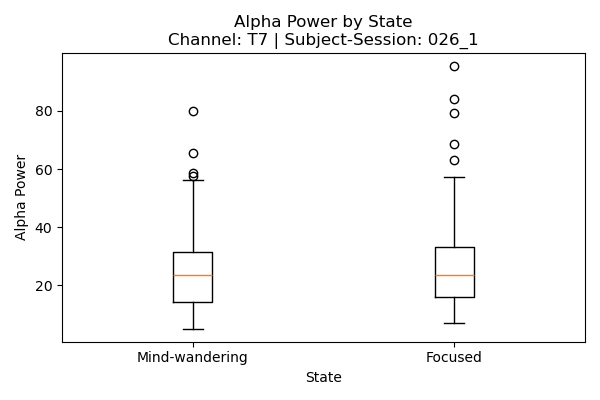 Alpha Power by State
Channel: T7 | Subject-Session: 026_1
Alpha Power
80
60
40
20
Mind-wandering
Focused
State